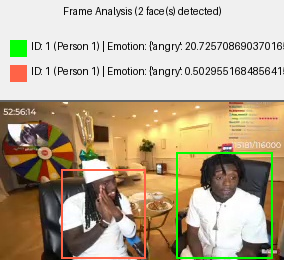 Frame Analysis (2 face(s) detected)
ID: 1 (Person 1) | Emotion: {'angry': 20.72570869037016
ID: 1 (Person 1) | Emotion: {'angry': 0.502955168485641
52:56:14